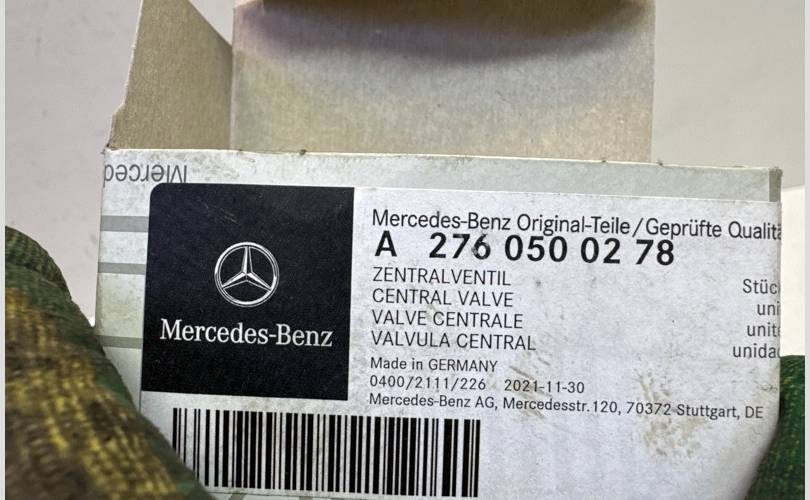 Merced
Mercedes-Benz Original-Teile/Geprüfte Qualitä
A 276 050 02 78
ZENTRALVENTIL
CENTRAL VALVE
VALVE CENTRALE
VALVULA CENTRAL
Stüc
uni
unit
unida
Mercedes-Benz
Made in GERMANY
0400/2111/226 2021-11-30
Mercedes-Benz AG, Mercedesstr.120, 70372 Stuttgart, DE